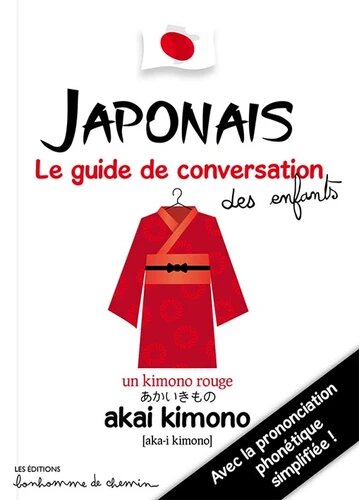 JAPONAIS
Le guide de conversation
des enfants
un kimono rouge
あかいきもの
akai kimono
[aka-i kimono]
Avec la prononciation
phonétique
simplifiée !
LES ÉDITIONS
bonhomme de chemin